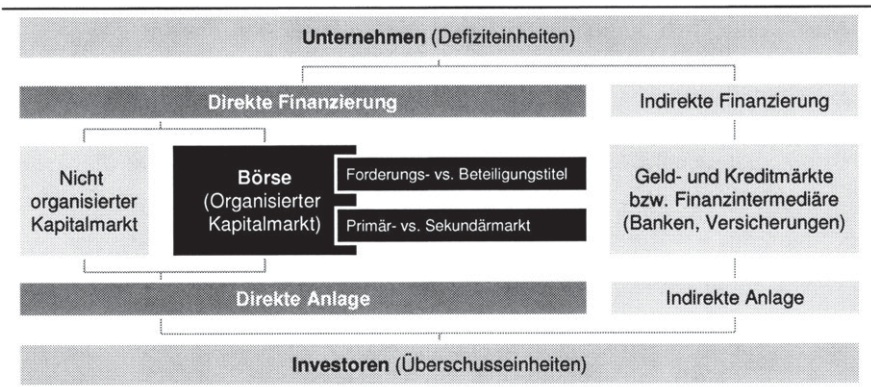 Unternehmen (Defiziteinheiten)
Direkte Finanzierung
Indirekte Finanzierung
Nicht
organisierter
Kapitalmarkt
Börse
(Organisierter
Kapitalmarkt)
Forderungs- vs. Beteiligungstitel
Primär- vs. Sekundärmarkt
Geld- und Kreditmärkte
bzw. Finanzintermediäre
(Banken, Versicherungen)
Direkte Anlage
Indirekte Anlage
Investoren (Überschusseinheiten)